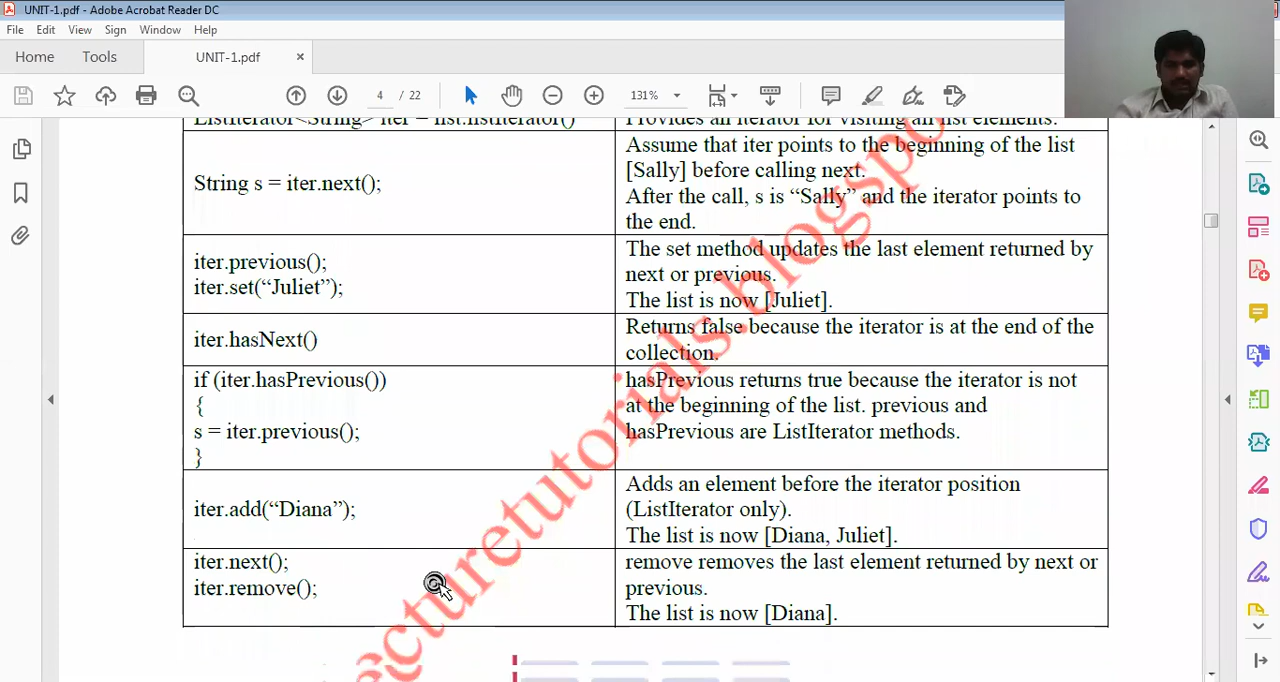 UNIT-1.pdf - Adobe Acrobat Reader DC
File Edit View Sign Window Help
Home Tools UNIT-1.pdf ×
4 / 22 131%
ListIterator<String> iter = list.listIterator() Provides an iterator for visiting all list elements.
String s = iter.next();
Assume that iter points to the beginning of the list
[Sally] before calling next.
After the call, s is “Sally” and the iterator points to
the end.
iter.previous();
iter.set(“Juliet”);
The set method updates the last element returned by
next or previous.
The list is now [Juliet].
iter.hasNext()
Returns false because the iterator is at the end of the
collection.
if (iter.hasPrevious())
{
s = iter.previous();
}
hasPrevious returns true because the iterator is not
at the beginning of the list. previous and
hasPrevious are ListIterator methods.
iter.add(“Diana”);
Adds an element before the iterator position
(ListIterator only).
The list is now [Diana, Juliet].
iter.next();
iter.remove();
remove removes the last element returned by next or
previous.
The list is now [Diana].
ecturetutorials.blogspo